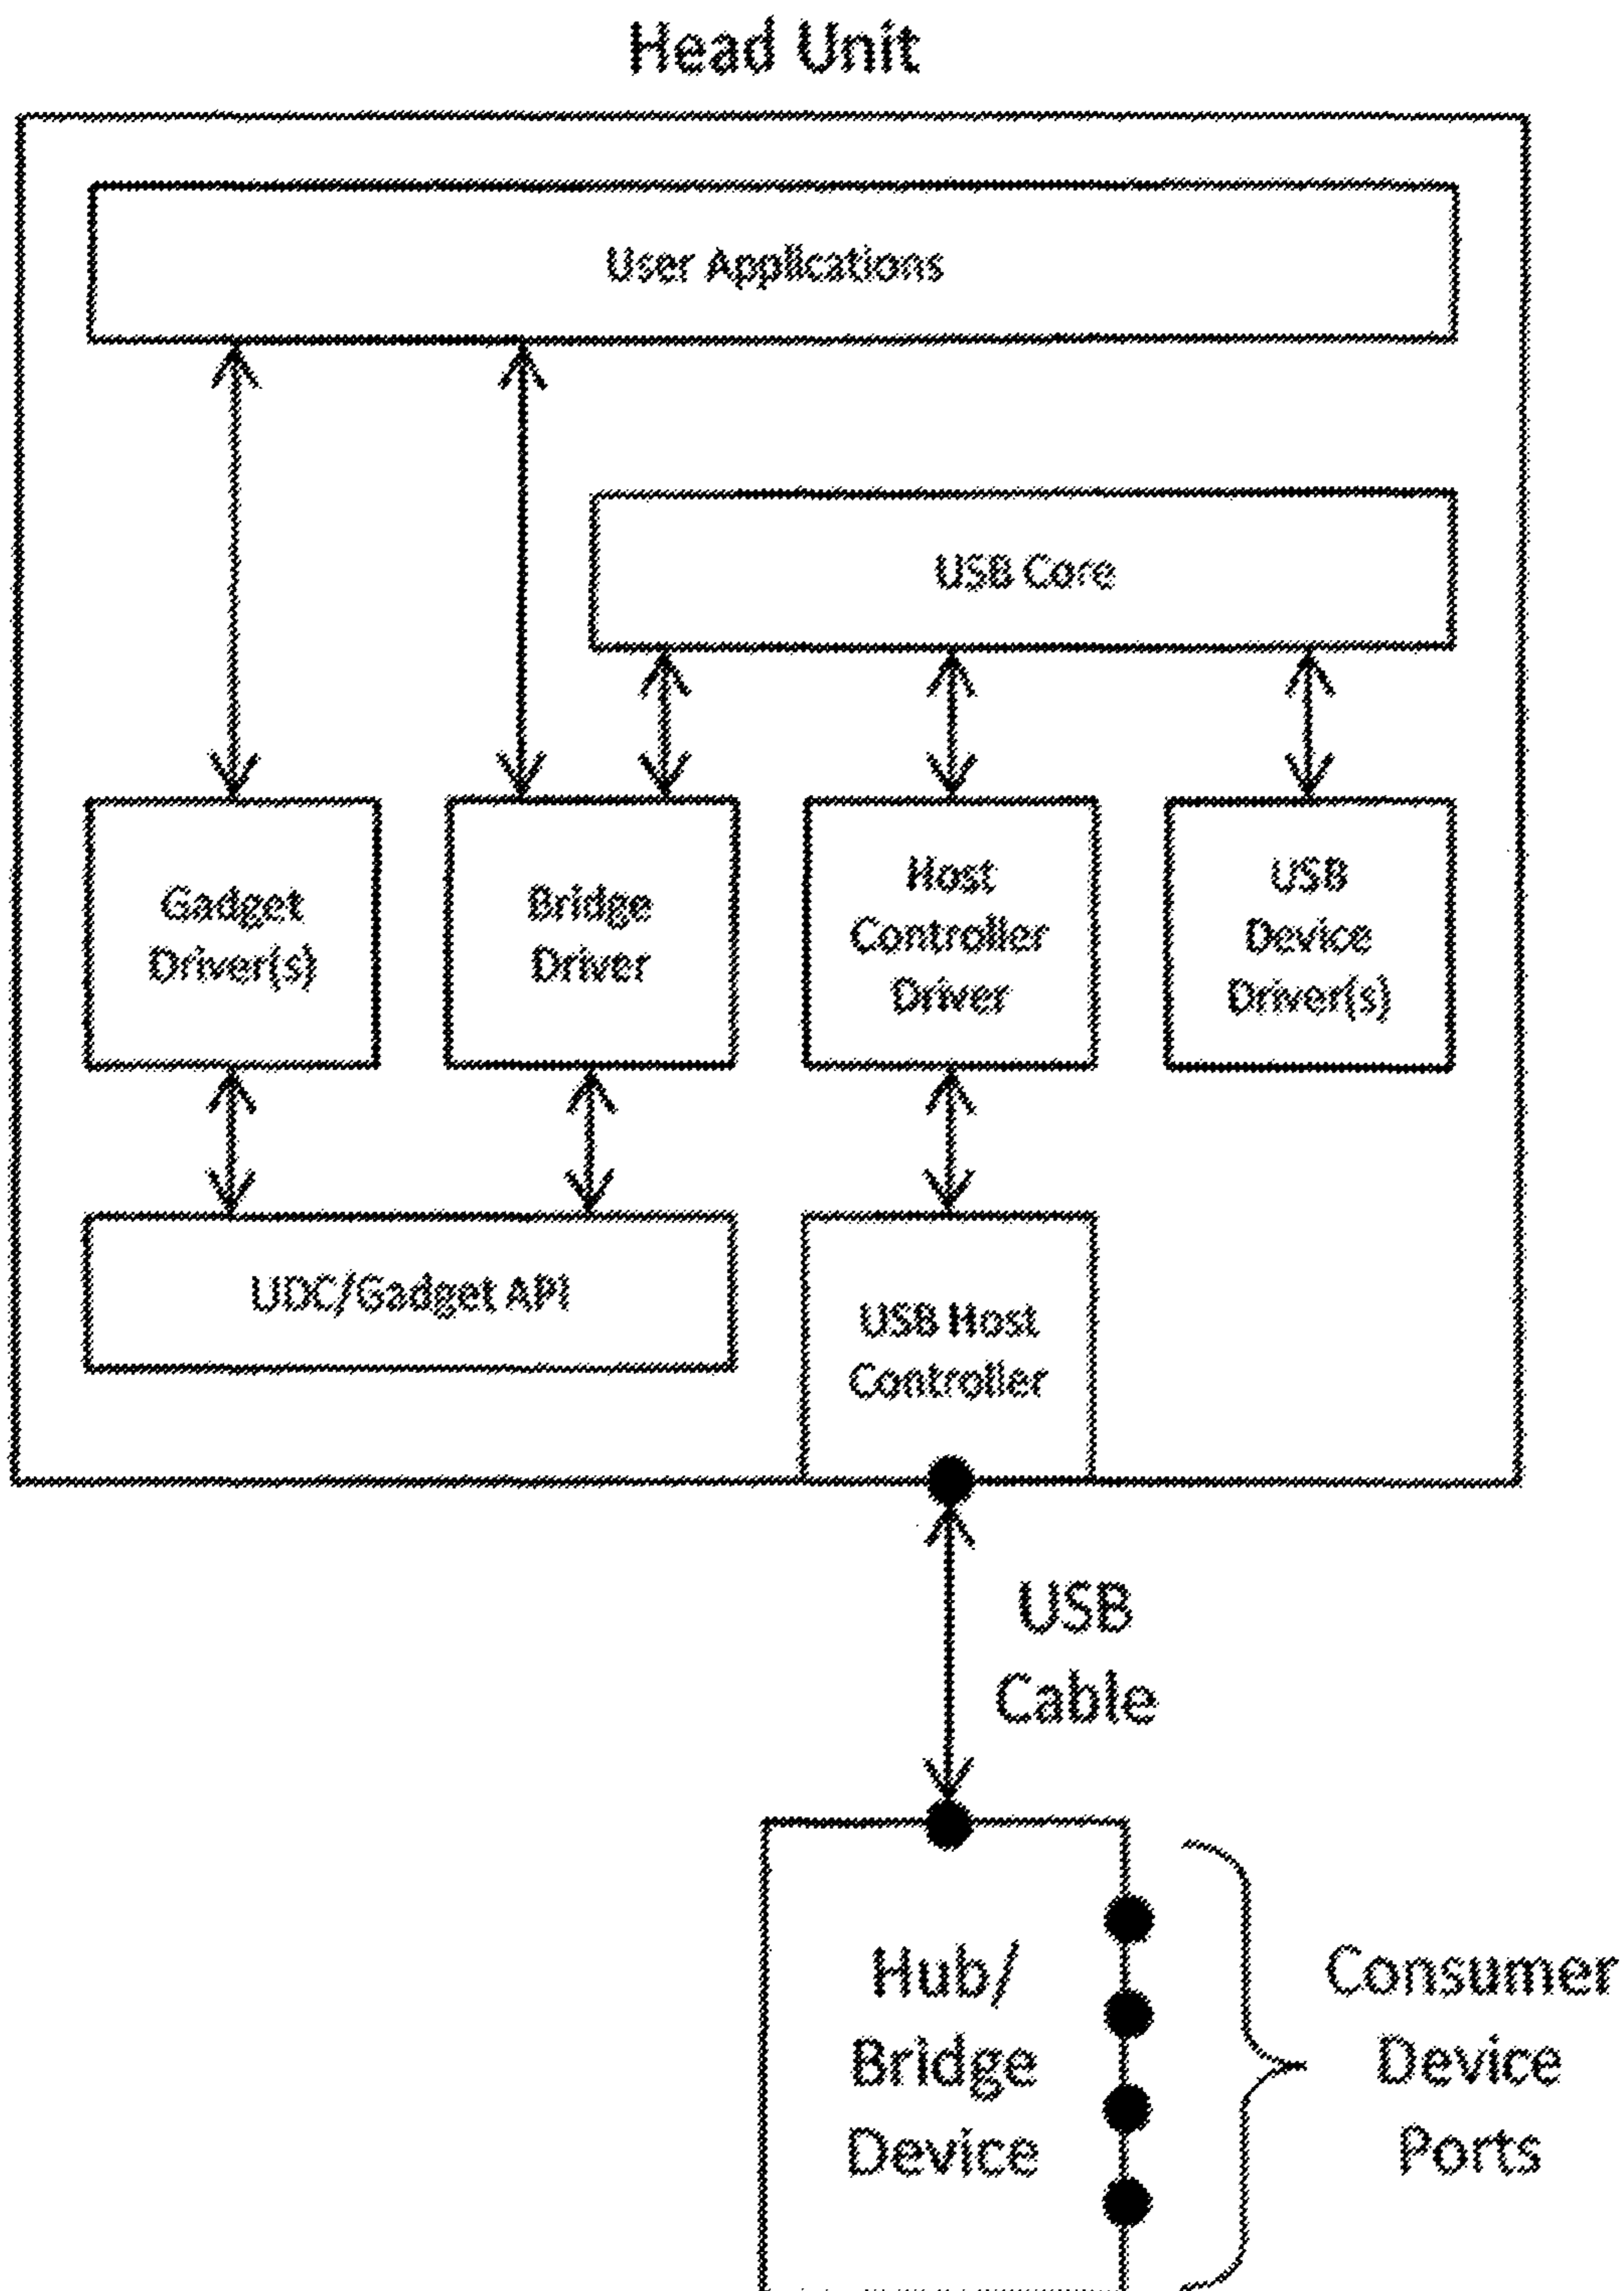 Head Unit
User Applications
USB Core
Gadget
Driver(s)
Bridge
Driver
Host
Controller
Driver
USB
Device
Driver(s)
UDC/Gadget API
USB Host
Controller
USB
Cable
Hub/
Bridge
Device
Consumer
Device
Ports